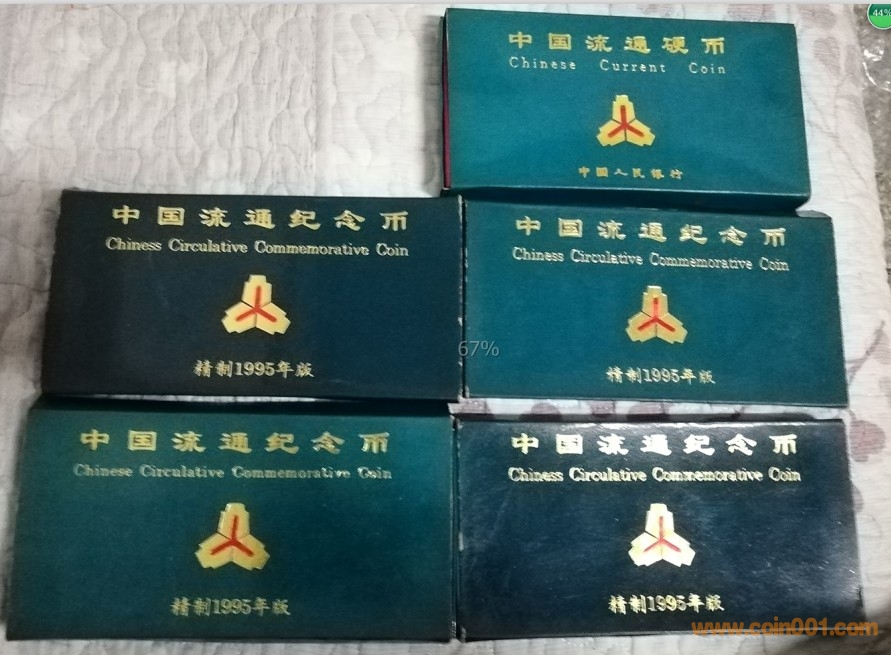 44%
中国流通硬币
Chinese Current Coin
中国人民银行
中国流通纪念币
Chiness Circulative Commemorative Coin
精制1995年版
中国流通纪念币
Chiness Circulative Commemorative Coin
精制1995年版
67%
中国流通纪念币
Chinese Circulative Commemorative Coin
精制1995年版
中国流通纪念币
Chiness Circulative Commemorative Coin
精制1995年版
www.coin001.com